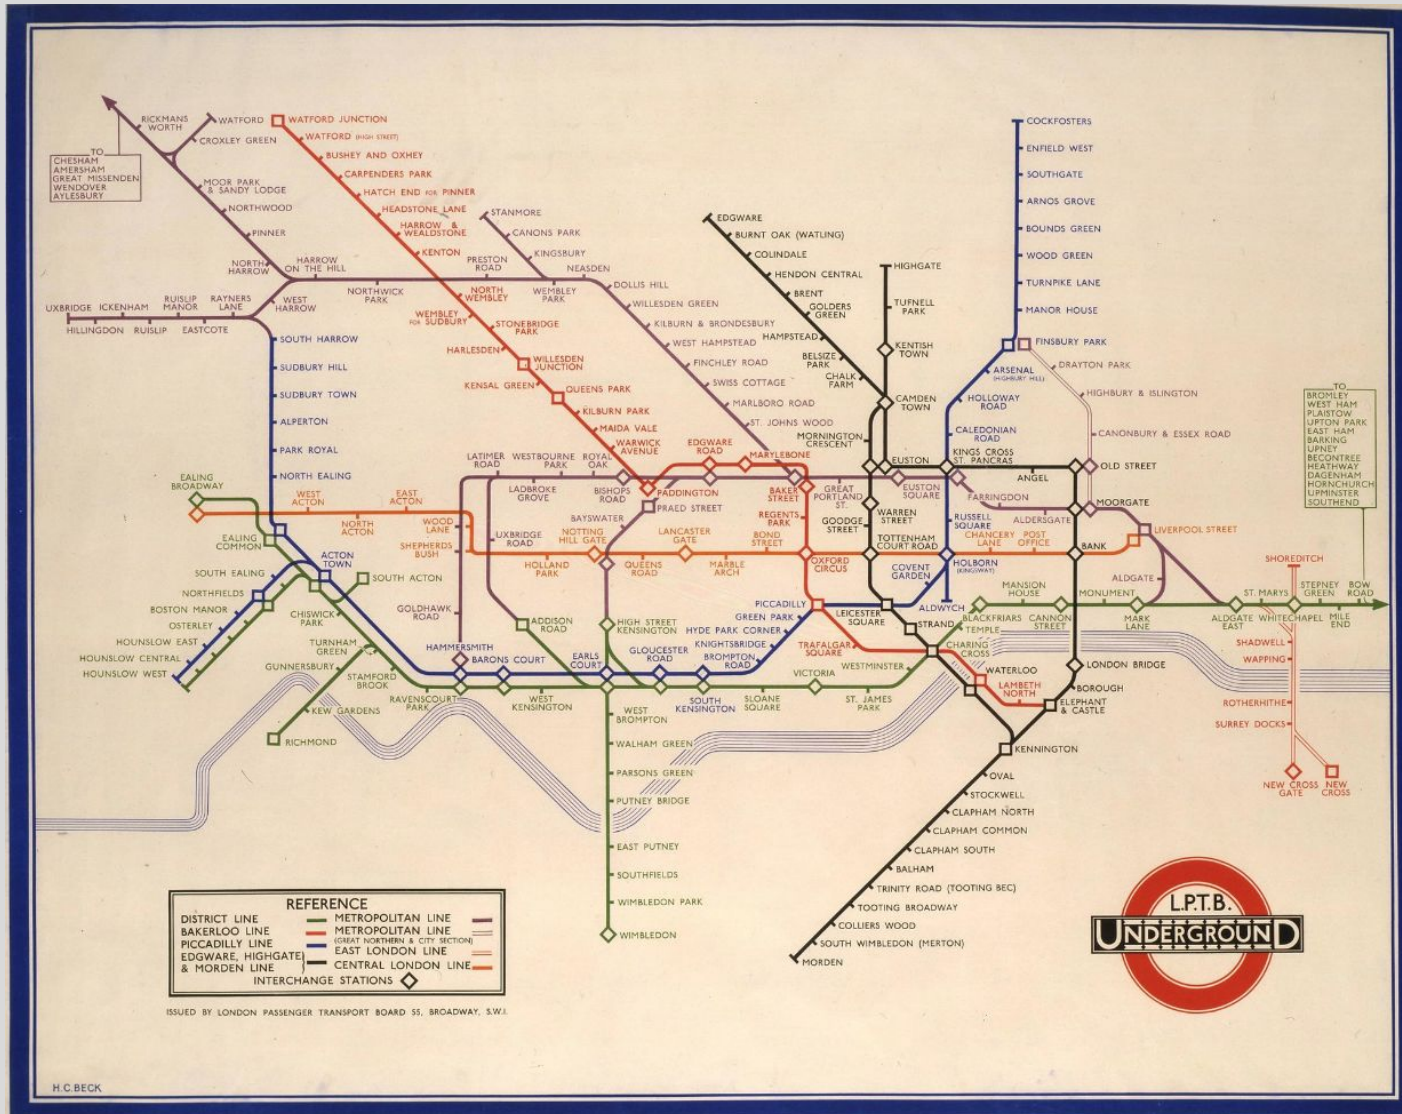 RICKMANS
WORTH
WATFORD
CROXLEY GREEN
TO
CHESHAM
AMERSHAM
GREAT MISSENDEN
WENDOVER
AYLESBURY
MOOR PARK
& SANDY LODGE
NORTHWOOD
PINNER
NORTH
HARROW
HARROW
ON THE HILL
WEST
HARROW
NORTHWICK
PARK
PRESTON
ROAD
WEMBLEY
PARK
NEASDEN
STANMORE
CANONS PARK
KINGSBURY
DOLLIS HILL
WILLESDEN GREEN
KILBURN & BRONDESBURY
WEST HAMPSTEAD
FINCHLEY ROAD
SWISS COTTAGE
MARLBORO ROAD
ST. JOHNS WOOD
UXBRIDGE
ICKENHAM
RUISLIP
MANOR
RAYNERS
LANE
HILLINGDON
RUISLIP
EASTCOTE
WATFORD JUNCTION
WATFORD (HIGH STREET)
BUSHEY AND OXHEY
CARPENDERS PARK
HATCH END FOR PINNER
HEADSTONE LANE
HARROW &
WEALDSTONE
KENTON
NORTH
WEMBLEY
WEMBLEY
FOR SUDBURY
STONEBRIDGE
PARK
HARLESDEN
WILLESDEN
JUNCTION
KENSAL GREEN
QUEENS PARK
KILBURN PARK
MAIDA VALE
WARWICK
AVENUE
EDGWARE
ROAD
MARYLEBONE
PADDINGTON
BAKER
STREET
REGENTS
PARK
OXFORD
CIRCUS
SOUTH HARROW
SUDBURY HILL
SUDBURY TOWN
ALPERTON
PARK ROYAL
NORTH EALING
EALING
BROADWAY
WEST
ACTON
EAST
ACTON
NORTH
ACTON
WOOD
LANE
SHEPHERDS
BUSH
EALING
COMMON
ACTON
TOWN
SOUTH EALING
NORTHFIELDS
BOSTON MANOR
OSTERLEY
HOUNSLOW EAST
HOUNSLOW CENTRAL
HOUNSLOW WEST
SOUTH ACTON
CHISWICK
PARK
TURNHAM
GREEN
GUNNERSBURY
KEW GARDENS
RICHMOND
STAMFORD
BROOK
RAVENSCOURT
PARK
GOLDHAWK
ROAD
HAMMERSMITH
BARONS COURT
WEST
KENSINGTON
LATIMER
ROAD
WESTBOURNE
PARK
ROYAL
OAK
LADBROKE
GROVE
BISHOPS
ROAD
PRAED STREET
BAYSWATER
UXBRIDGE
ROAD
HOLLAND
PARK
NOTTING
HILL GATE
QUEENS
ROAD
LANCASTER
GATE
MARBLE
ARCH
BOND
STREET
ADDISON
ROAD
HIGH STREET
KENSINGTON
EARLS
COURT
GLOUCESTER
ROAD
SOUTH
KENSINGTON
BROMPTON
ROAD
KNIGHTSBRIDGE
HYDE PARK CORNER
GREEN PARK
PICCADILLY
SLOANE
SQUARE
VICTORIA
ST. JAMES
PARK
WESTMINSTER
TRAFALGAR
SQUARE
CHARING
CROSS
TEMPLE
BLACKFRIARS
MANSION
HOUSE
CANNON
STREET
MONUMENT
MARK
LANE
WEST
BROMPTON
WALHAM GREEN
PARSONS GREEN
PUTNEY BRIDGE
EAST PUTNEY
SOUTHFIELDS
WIMBLEDON PARK
WIMBLEDON
EDGWARE
BURNT OAK (WATLING)
COLINDALE
HENDON CENTRAL
BRENT
GOLDERS
GREEN
HAMPSTEAD
BELSIZE
PARK
CHALK
FARM
HIGHGATE
TUFNELL
PARK
KENTISH
TOWN
CAMDEN
TOWN
MORNINGTON
CRESCENT
EUSTON
KINGS CROSS
ST. PANCRAS
ANGEL
OLD STREET
MOORGATE
GREAT
PORTLAND
ST.
EUSTON
SQUARE
FARRINGDON
ALDERSGATE
WARREN
STREET
GOODGE
STREET
TOTTENHAM
COURT ROAD
RUSSELL
SQUARE
CHANCERY
LANE
POST
OFFICE
BANK
LIVERPOOL STREET
HOLBORN
(KINGSWAY)
COVENT
GARDEN
ALDWYCH
LEICESTER
SQUARE
STRAND
WATERLOO
LAMBETH
NORTH
ELEPHANT
& CASTLE
BOROUGH
LONDON BRIDGE
KENNINGTON
OVAL
STOCKWELL
CLAPHAM NORTH
CLAPHAM COMMON
CLAPHAM SOUTH
BALHAM
TRINITY ROAD (TOOTING BEC)
TOOTING BROADWAY
COLLIERS WOOD
SOUTH WIMBLEDON (MERTON)
MORDEN
COCKFOSTERS
ENFIELD WEST
SOUTHGATE
ARNOS GROVE
BOUNDS GREEN
WOOD GREEN
TURNPIKE LANE
MANOR HOUSE
FINSBURY PARK
ARSENAL
(HIGHBURY HILL)
HOLLOWAY
ROAD
CALEDONIAN
ROAD
DRAYTON PARK
HIGHBURY & ISLINGTON
CANONBURY & ESSEX ROAD
ALDGATE
ALDGATE
EAST
ST. MARYS
WHITECHAPEL
STEPNEY
GREEN
MILE
END
BOW
ROAD
TO
BROMLEY
WEST HAM
PLAISTOW
UPTON PARK
EAST HAM
BARKING
UPNEY
BECONTREE
HEATHWAY
DAGENHAM
HORNCHURCH
UPMINSTER
SOUTHEND
SHOREDITCH
SHADWELL
WAPPING
ROTHERHITHE
SURREY DOCKS
NEW CROSS
GATE
NEW
CROSS
REFERENCE
DISTRICT LINE
BAKERLOO LINE
PICCADILLY LINE
EDGWARE, HIGHGATE
& MORDEN LINE
METROPOLITAN LINE
METROPOLITAN LINE
(GREAT NORTHERN & CITY SECTION)
EAST LONDON LINE
CENTRAL LONDON LINE
INTERCHANGE STATIONS
ISSUED BY LONDON PASSENGER TRANSPORT BOARD 55, BROADWAY, S.W.I.
L.P.T.B.
UNDERGROUND
H.C.BECK